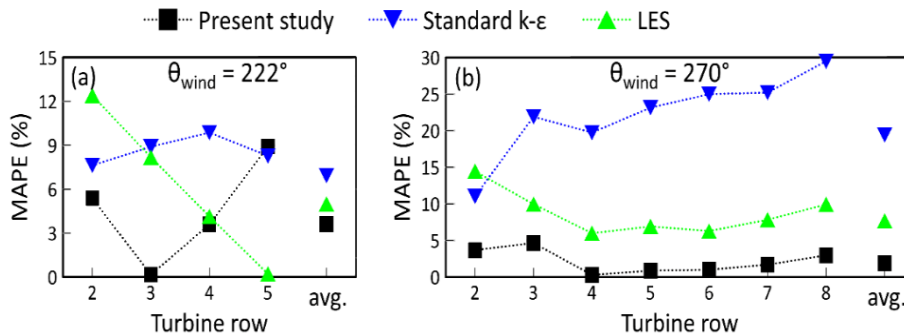 Present study Standard k-ε LES
(a) θwind = 222°
MAPE (%)
15
12
9
6
3
0
2 3 4 5 avg.
Turbine row
(b) θwind = 270°
MAPE (%)
30
25
20
15
10
5
0
2 3 4 5 6 7 8 avg.
Turbine row